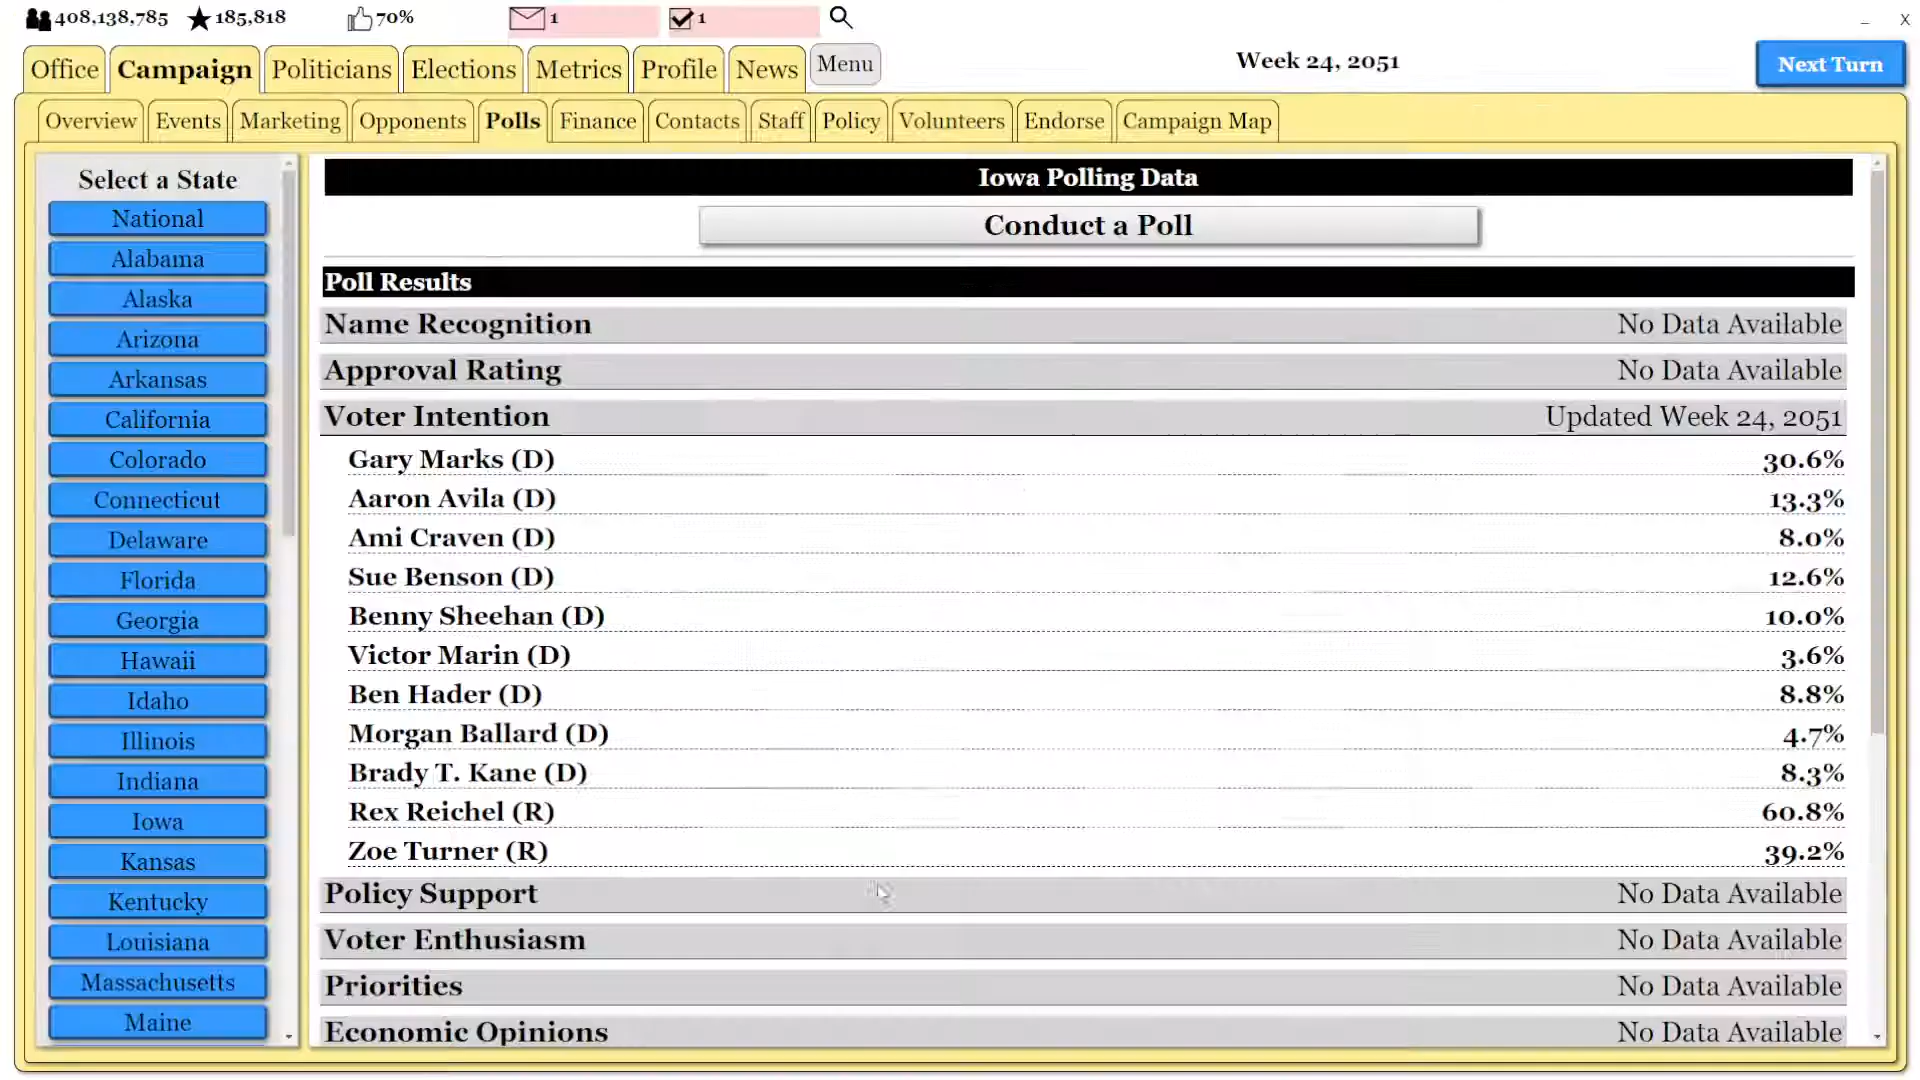 408,138,785 185,818 70% 1 1
_ X
Office Campaign Politicians Elections Metrics Profile News Menu Week 24, 2051 Next Turn
Overview Events Marketing Opponents Polls Finance Contacts Staff Policy Volunteers Endorse Campaign Map
Select a State
National
Alabama
Alaska
Arizona
Arkansas
California
Colorado
Connecticut
Delaware
Florida
Georgia
Hawaii
Idaho
Illinois
Indiana
Iowa
Kansas
Kentucky
Louisiana
Massachusetts
Maine
Iowa Polling Data
Conduct a Poll
Poll Results
Name Recognition No Data Available
Approval Rating No Data Available
Voter Intention Updated Week 24, 2051
Gary Marks (D) 30.6%
Aaron Avila (D) 13.3%
Ami Craven (D) 8.0%
Sue Benson (D) 12.6%
Benny Sheehan (D) 10.0%
Victor Marin (D) 3.6%
Ben Hader (D) 8.8%
Morgan Ballard (D) 4.7%
Brady T. Kane (D) 8.3%
Rex Reichel (R) 60.8%
Zoe Turner (R) 39.2%
Policy Support No Data Available
Voter Enthusiasm No Data Available
Priorities No Data Available
Economic Opinions No Data Available